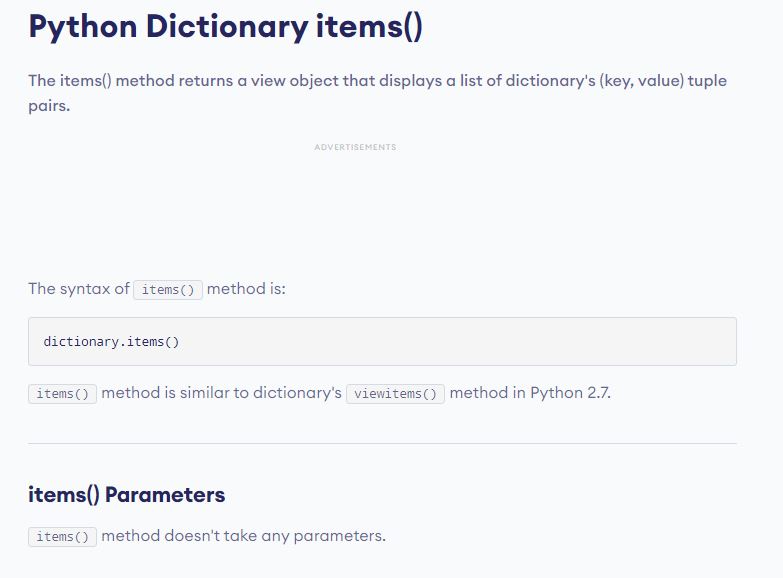 Python Dictionary items()
The items() method returns a view object that displays a list of dictionary's (key, value) tuple
pairs.
ADVERTISEMENTS
The syntax of items() method is:
dictionary.items()
items() method is similar to dictionary's viewitems() method in Python 2.7.
items() Parameters
items() method doesn't take any parameters.